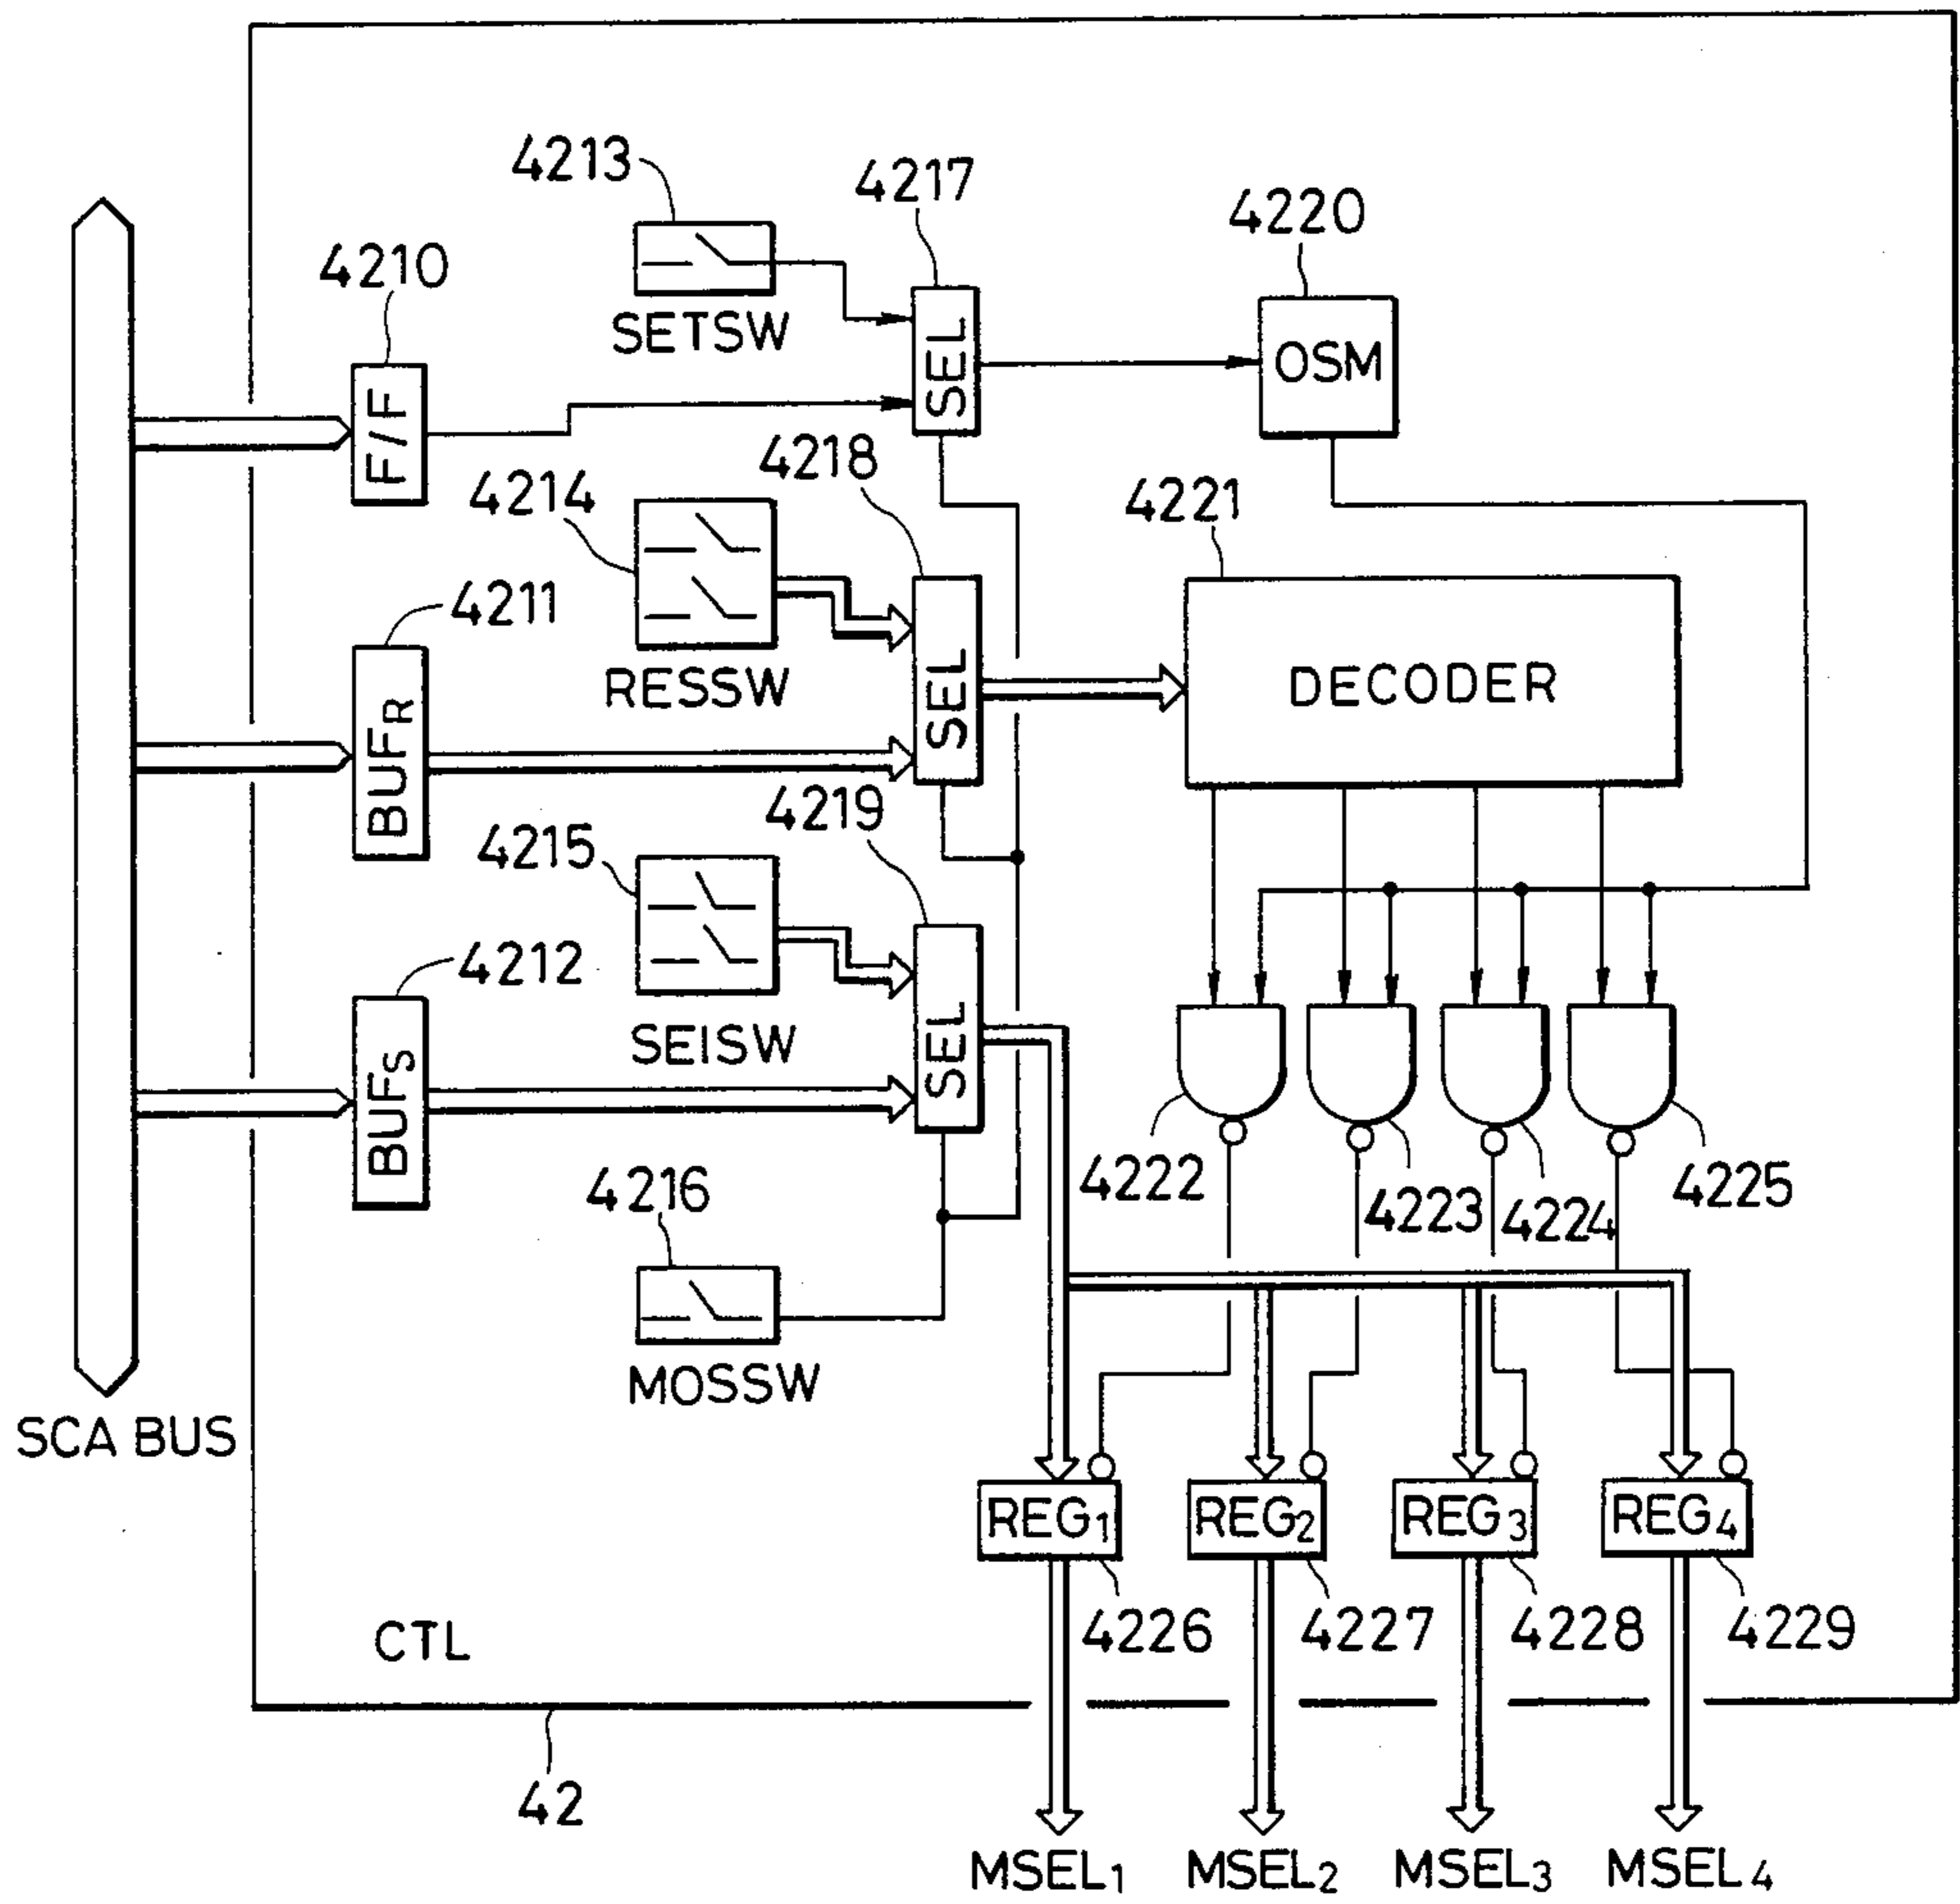 4213
4217
4220
4210
SETSW
SEL
OSM
F/F
4218
4214
4221
4211
RESSW
SEL
DECODER
BUFR
4219
4215
4212
SEISW
SEL
BUFS
4222
4223
4224
4225
4216
MOSSW
SCA BUS
REG1
REG2
REG3
REG4
4226
4227
4228
4229
CTL
42
MSEL1
MSEL2
MSEL3
MSEL4